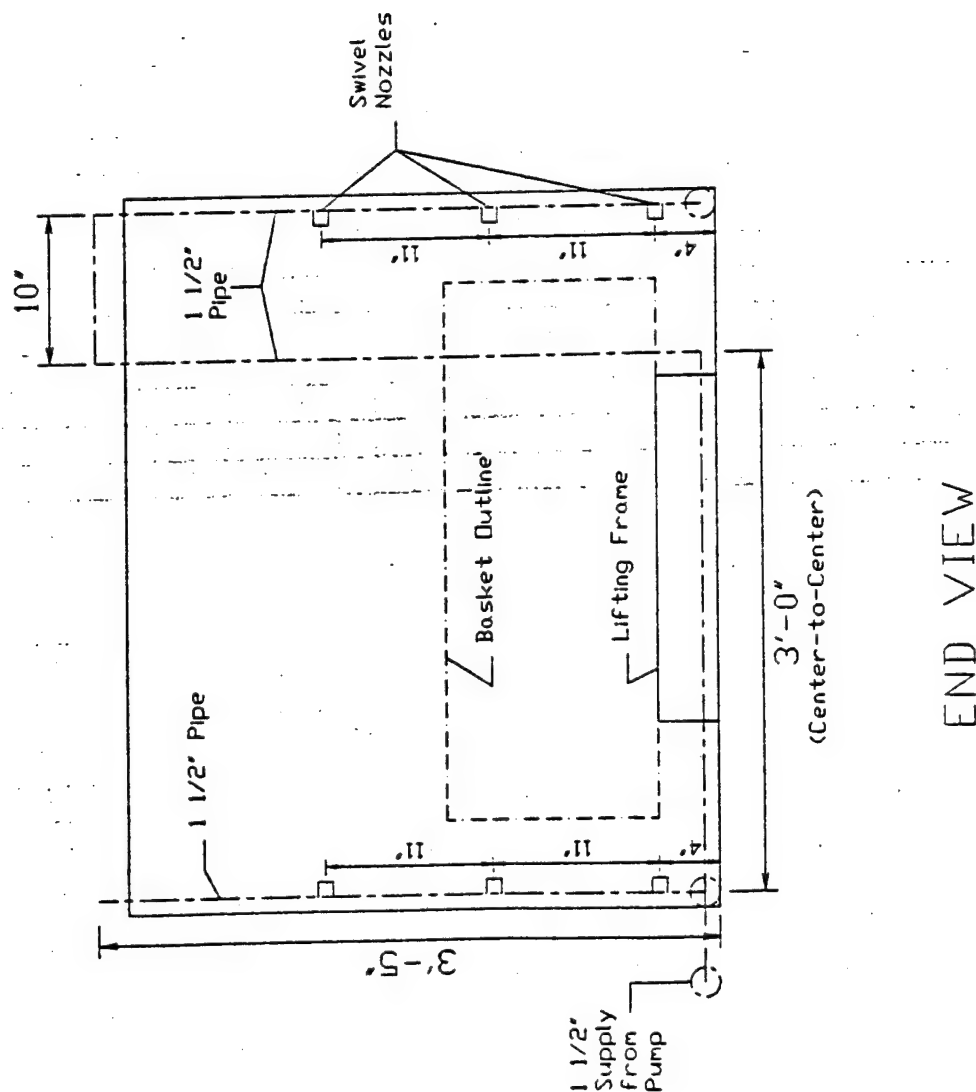 Swivel
Nozzles
10"
1 1/2"
Pipe
11"
11"
4"
Basket Outline
Lifting Frame
1 1/2" Pipe
11"
11"
4"
3'-0"
(Center-to-Center)
3'-5"
1 1/2"
Supply
from
Pump
END VIEW